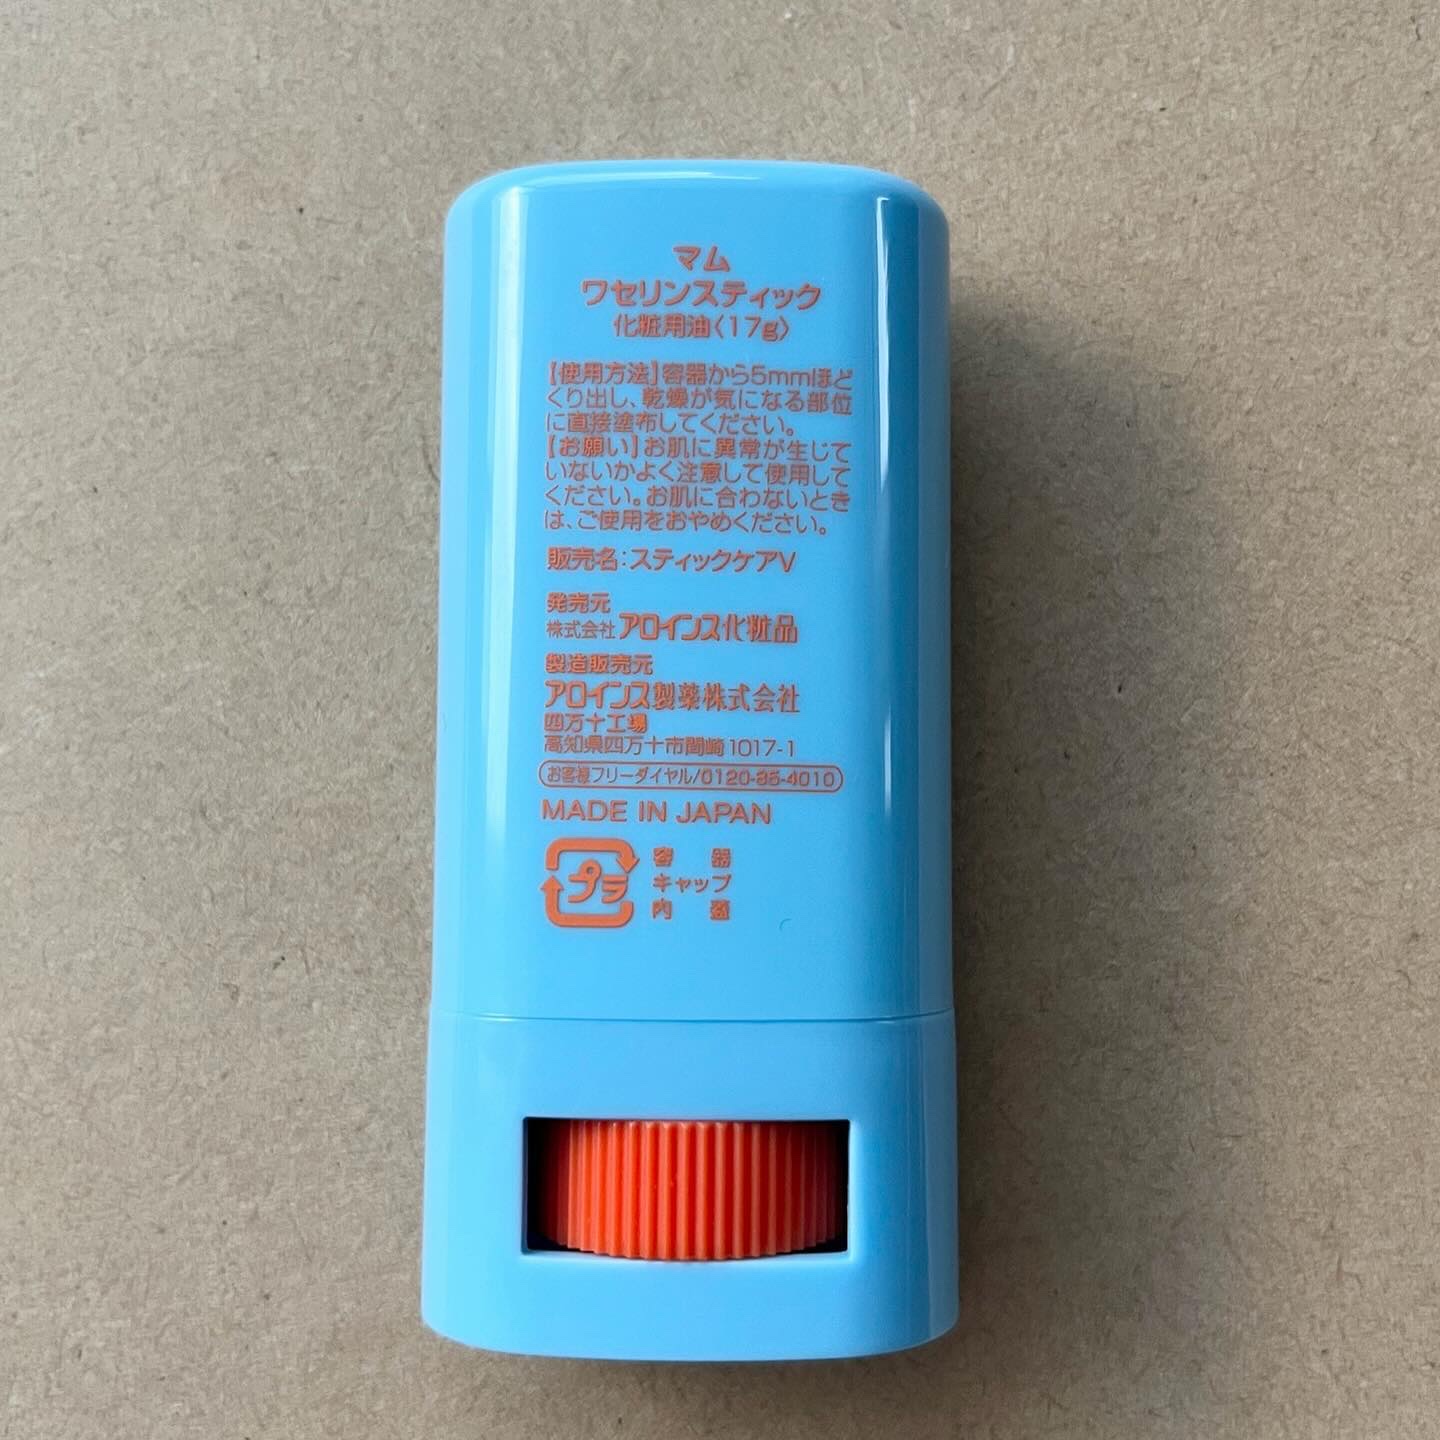 マム
ワセリンスティック
化粧用油〈17g〉
【使用方法】容器から5mmほど
くり出し、乾燥が気になる部位
に直接塗布してください。
【お願い】お肌に異常が生じて
いないかよく注意して使用して
ください。お肌に合わないとき
は、ご使用をおやめください。
販売名：スティックケアV
発売元
株式会社 アロインス化粧品
製造販売元
アロインス製薬株式会社
四万十工場
高知県四万十市間崎1017-1
お客様フリーダイヤル/0120-85-4010
MADE IN JAPAN
プラ
容器
キャップ
内蓋